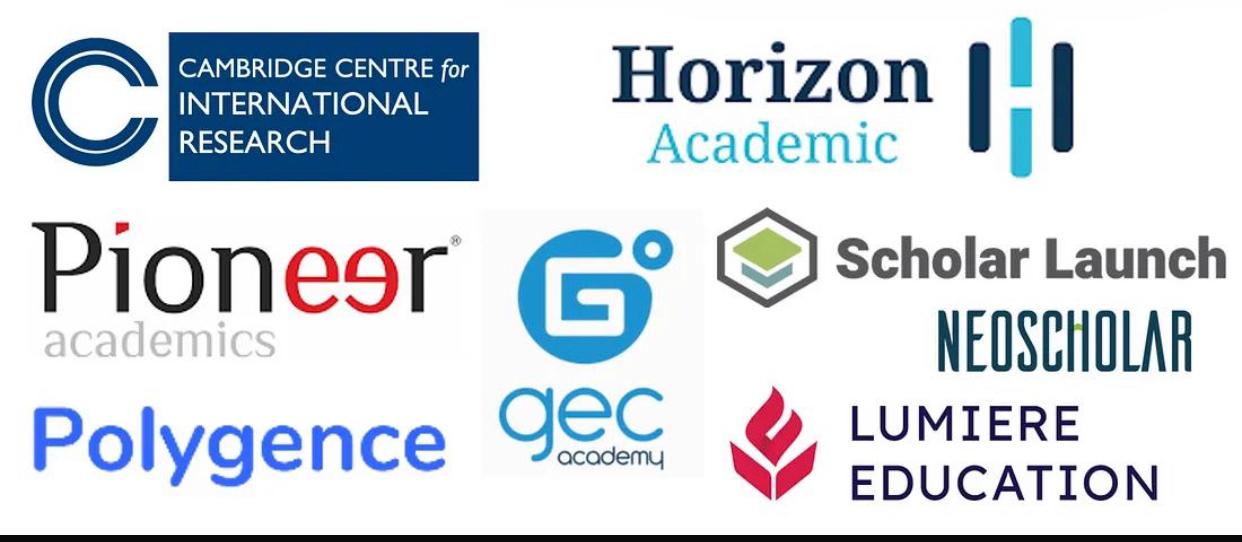 CAMBRIDGE CENTRE for
INTERNATIONAL
RESEARCH
Horizon
Academic
Pioneer®
academics
Polygence
gec
academy
Scholar Launch
NEOSCHOLAR
LUMIERE
EDUCATION